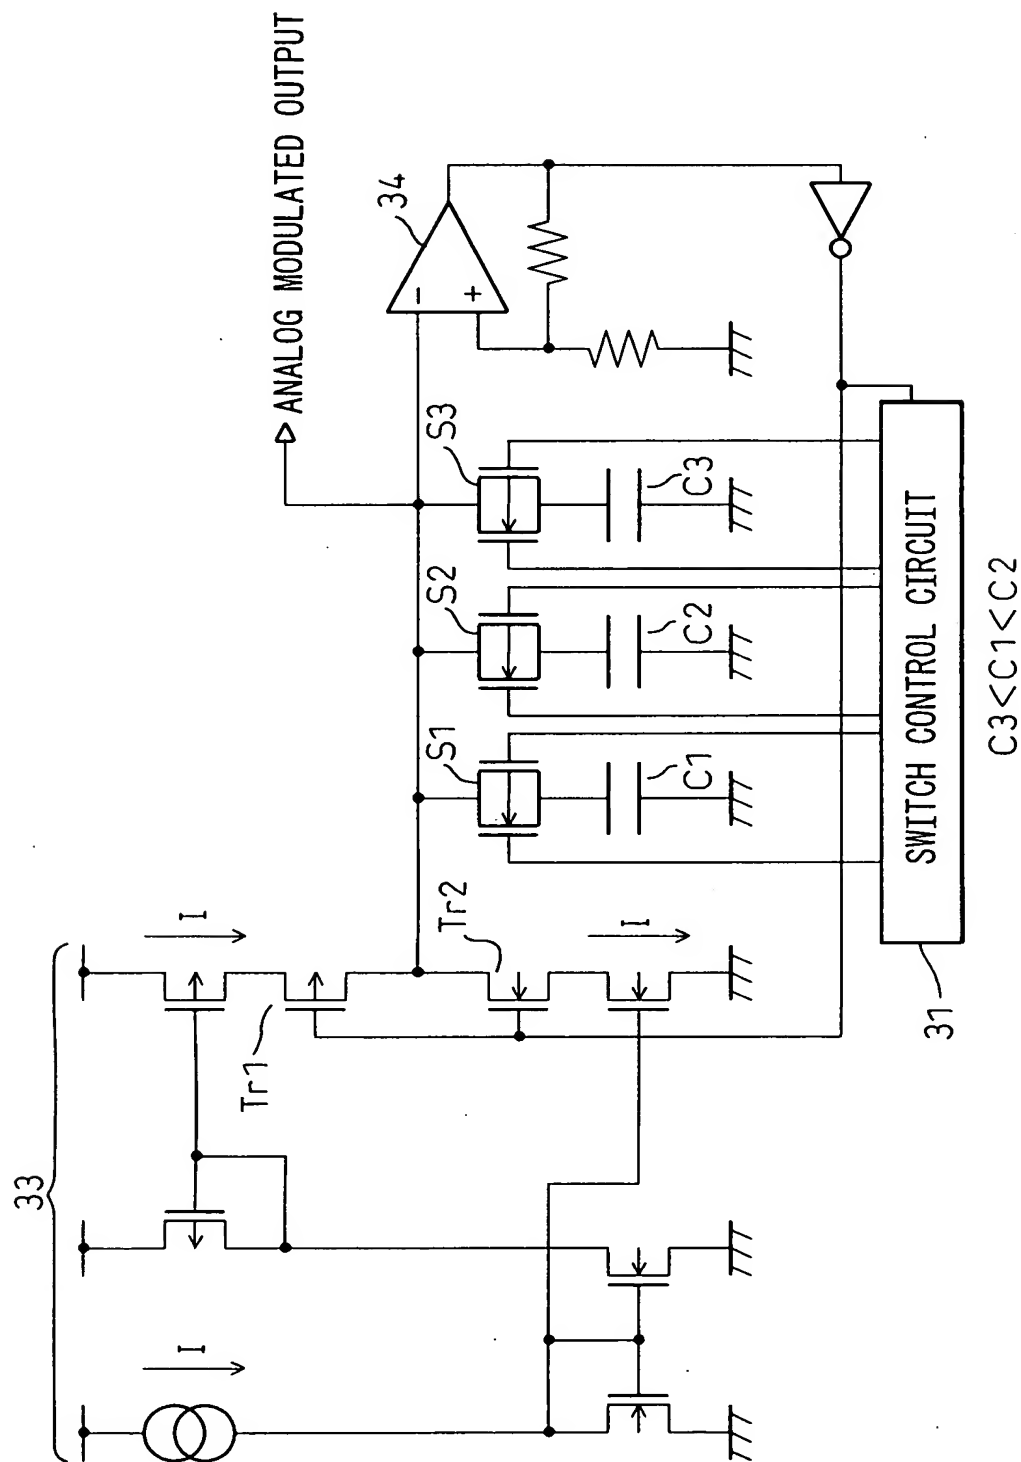 33
I
I
Tr1
Tr2
I
ANALOG MODULATED OUTPUT
34
-
+
S1
S2
S3
C1
C2
C3
31
SWITCH CONTROL CIRCUIT
C3<C1<C2